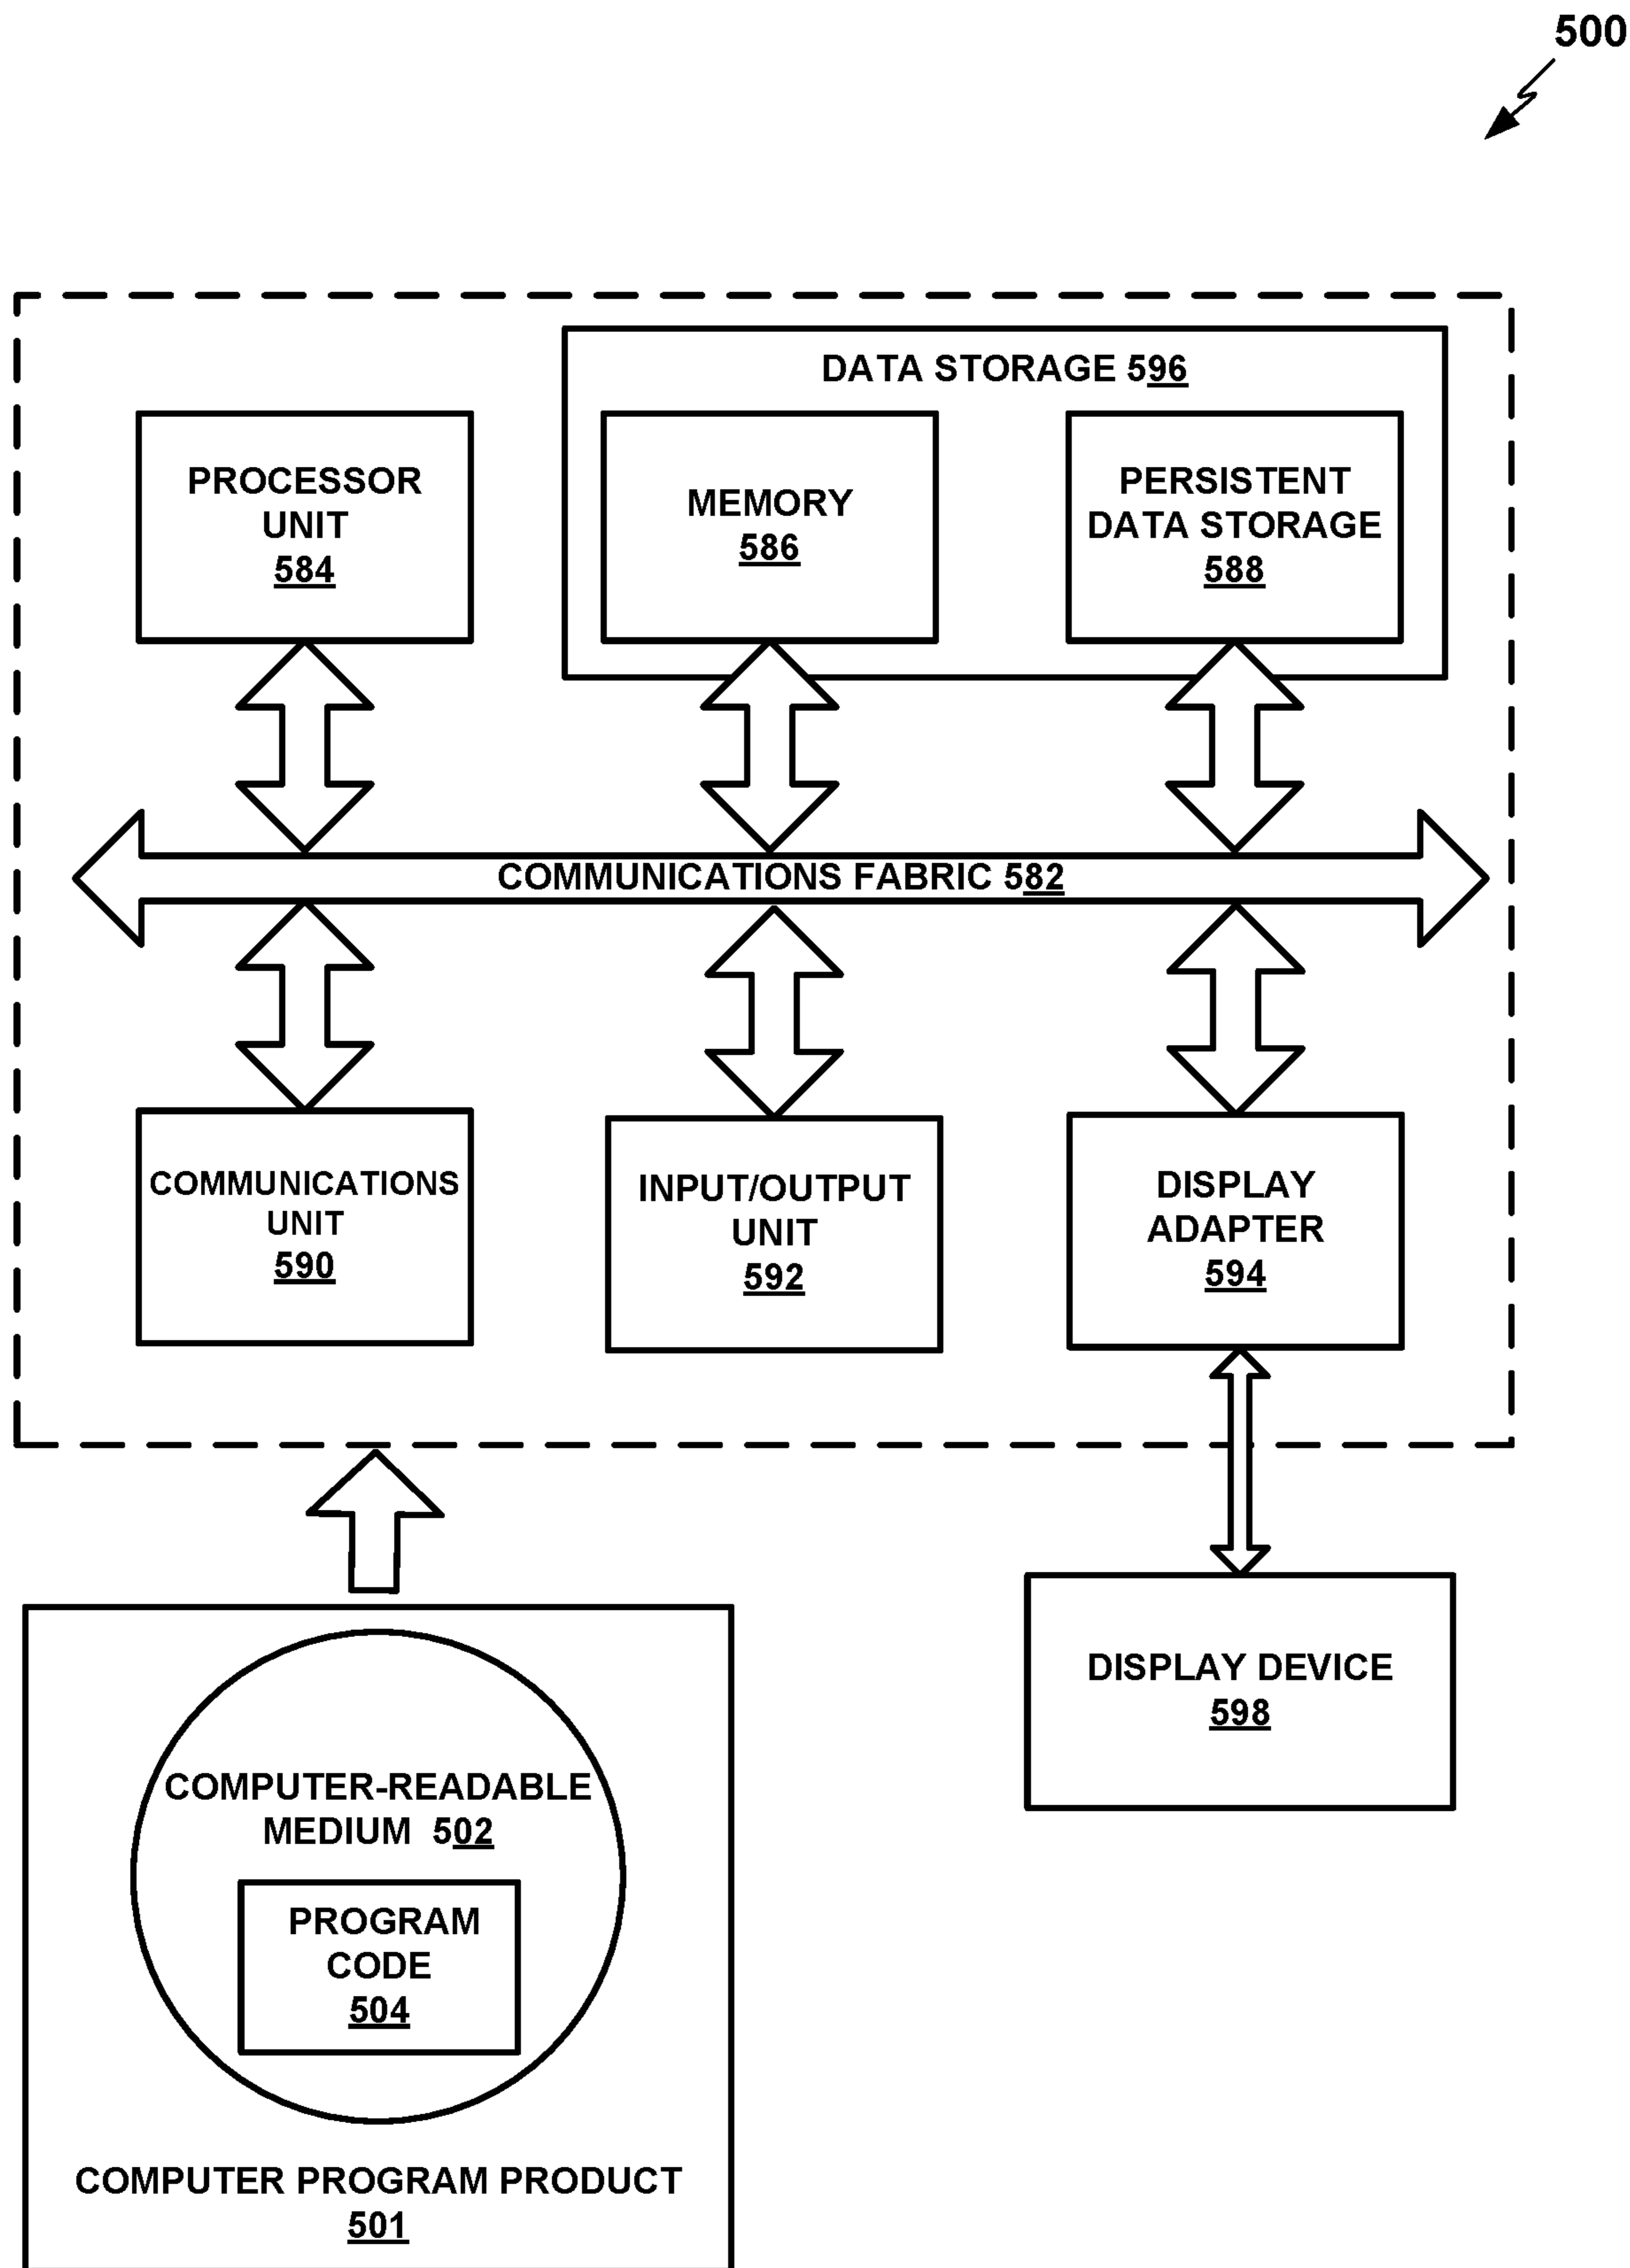 500
DATA STORAGE 596
PROCESSOR
UNIT
584
MEMORY
586
PERSISTENT
DATA STORAGE
588
COMMUNICATIONS FABRIC 582
COMMUNICATIONS
UNIT
590
INPUT/OUTPUT
UNIT
592
DISPLAY
ADAPTER
594
DISPLAY DEVICE
598
COMPUTER-READABLE
MEDIUM 502
PROGRAM
CODE
504
COMPUTER PROGRAM PRODUCT
501